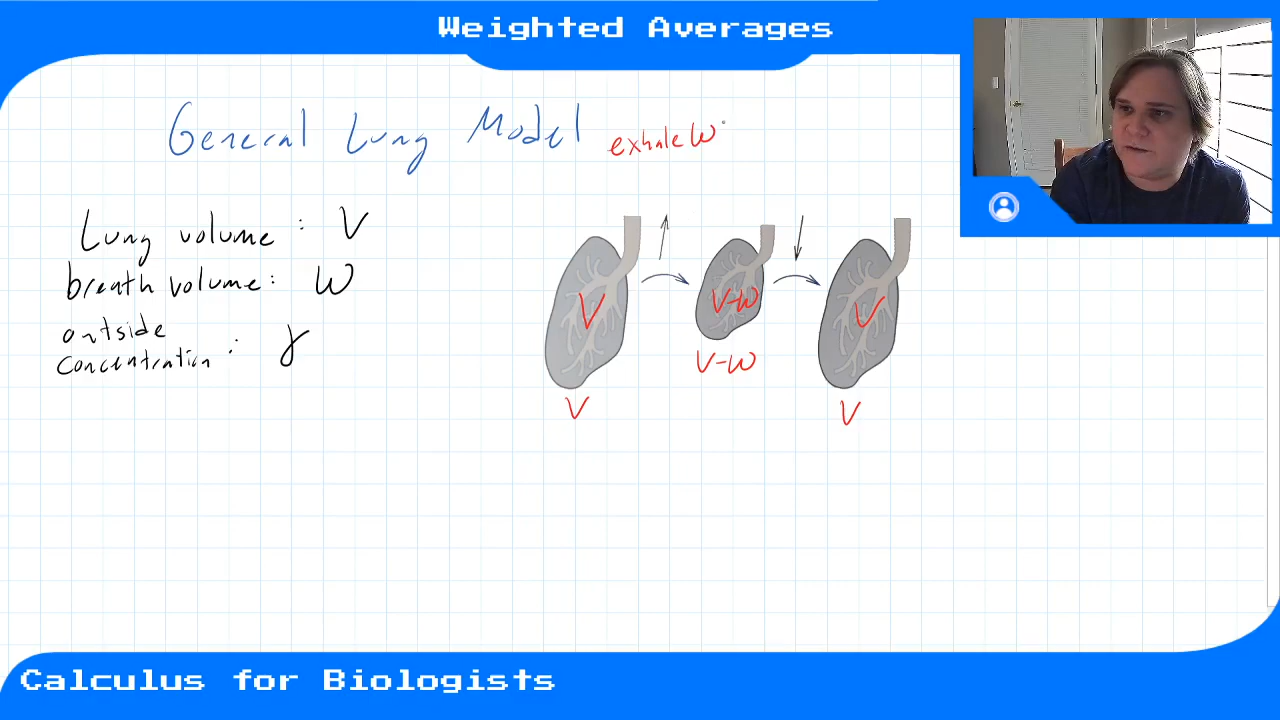 Weighted Averages
General Lung Model
exhale W
Lung volume: V
breath volume: W
outside
concentration: γ
V
V-W
V
V-W
V
V
Calculus for Biologists